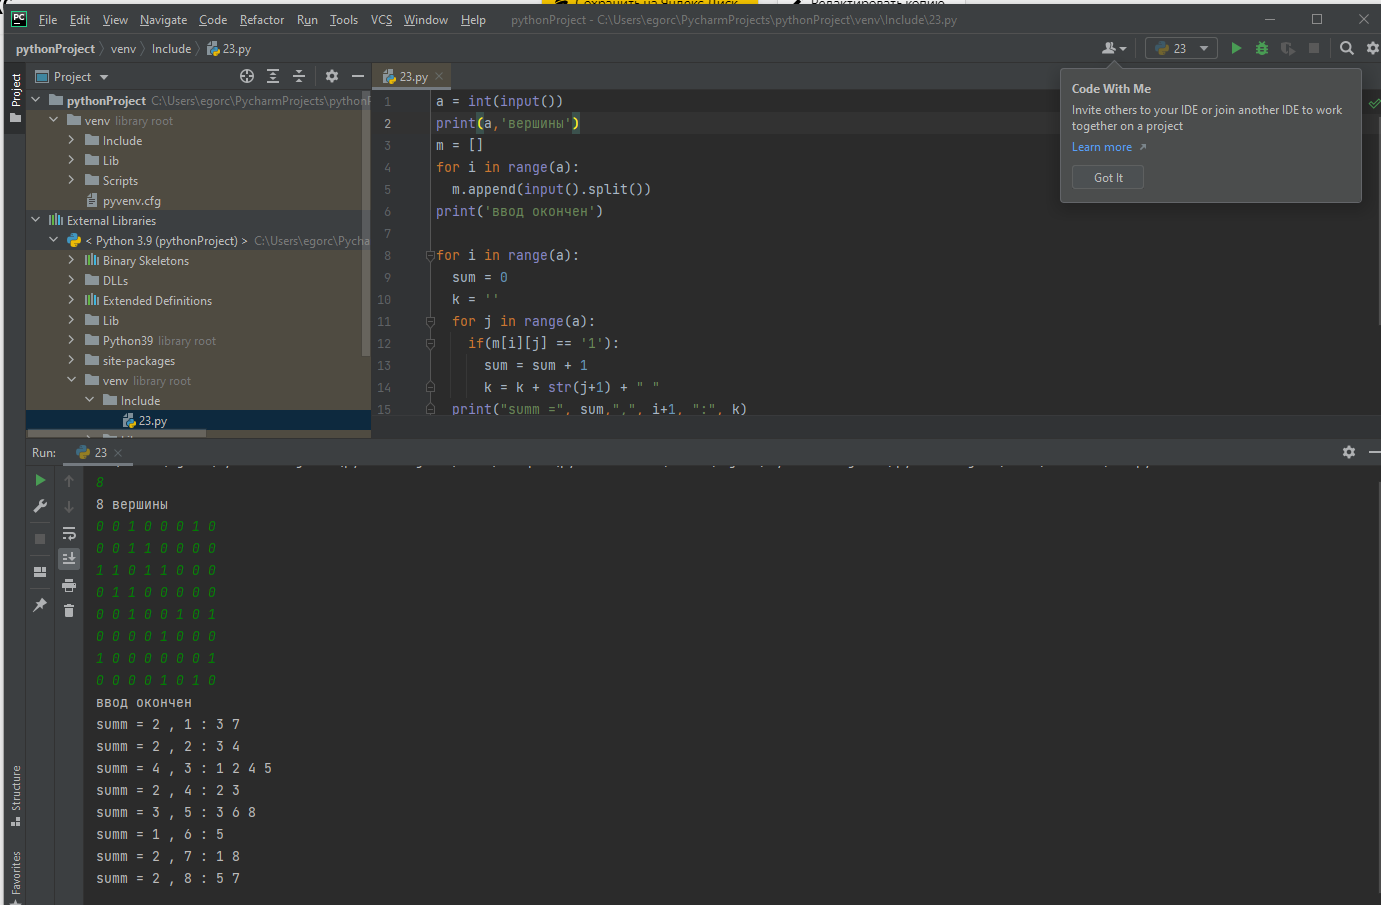 Сохранить на Яндекс.Диск Редактировать копию
PC File Edit View Navigate Code Refactor Run Tools VCS Window Help pythonProject - C:\Users\egorc\PycharmProjects\pythonProject\venv\Include\23.py
pythonProject venv Include 23.py 23
Project
Project
23.py
pythonProject C:\Users\egorc\PycharmProjects\pythonP
venv library root
Include
Lib
Scripts
pyvenv.cfg
External Libraries
< Python 3.9 (pythonProject) > C:\Users\egorc\Pycha
Binary Skeletons
DLLs
Extended Definitions
Lib
Python39 library root
site-packages
venv library root
Include
23.py
1 a = int(input())
2 print(a,'вершины')
3 m = []
4 for i in range(a):
5 m.append(input().split())
6 print('ввод окончен')
7
8 for i in range(a):
9 sum = 0
10 k = ''
11 for j in range(a):
12 if(m[i][j] == '1'):
13 sum = sum + 1
14 k = k + str(j+1) + " "
15 print("summ =", sum,",", i+1, ":", k)
Code With Me
Invite others to your IDE or join another IDE to work
together on a project
Learn more
Got It
Run: 23
8
8 вершины
0 0 1 0 0 0 1 0
0 0 1 1 0 0 0 0
1 1 0 1 1 0 0 0
0 1 1 0 0 0 0 0
0 0 1 0 0 1 0 1
0 0 0 0 1 0 0 0
1 0 0 0 0 0 0 1
0 0 0 0 1 0 1 0
ввод окончен
summ = 2 , 1 : 3 7
summ = 2 , 2 : 3 4
summ = 4 , 3 : 1 2 4 5
summ = 2 , 4 : 2 3
summ = 3 , 5 : 3 6 8
summ = 1 , 6 : 5
summ = 2 , 7 : 1 8
summ = 2 , 8 : 5 7
Structure
Favorites